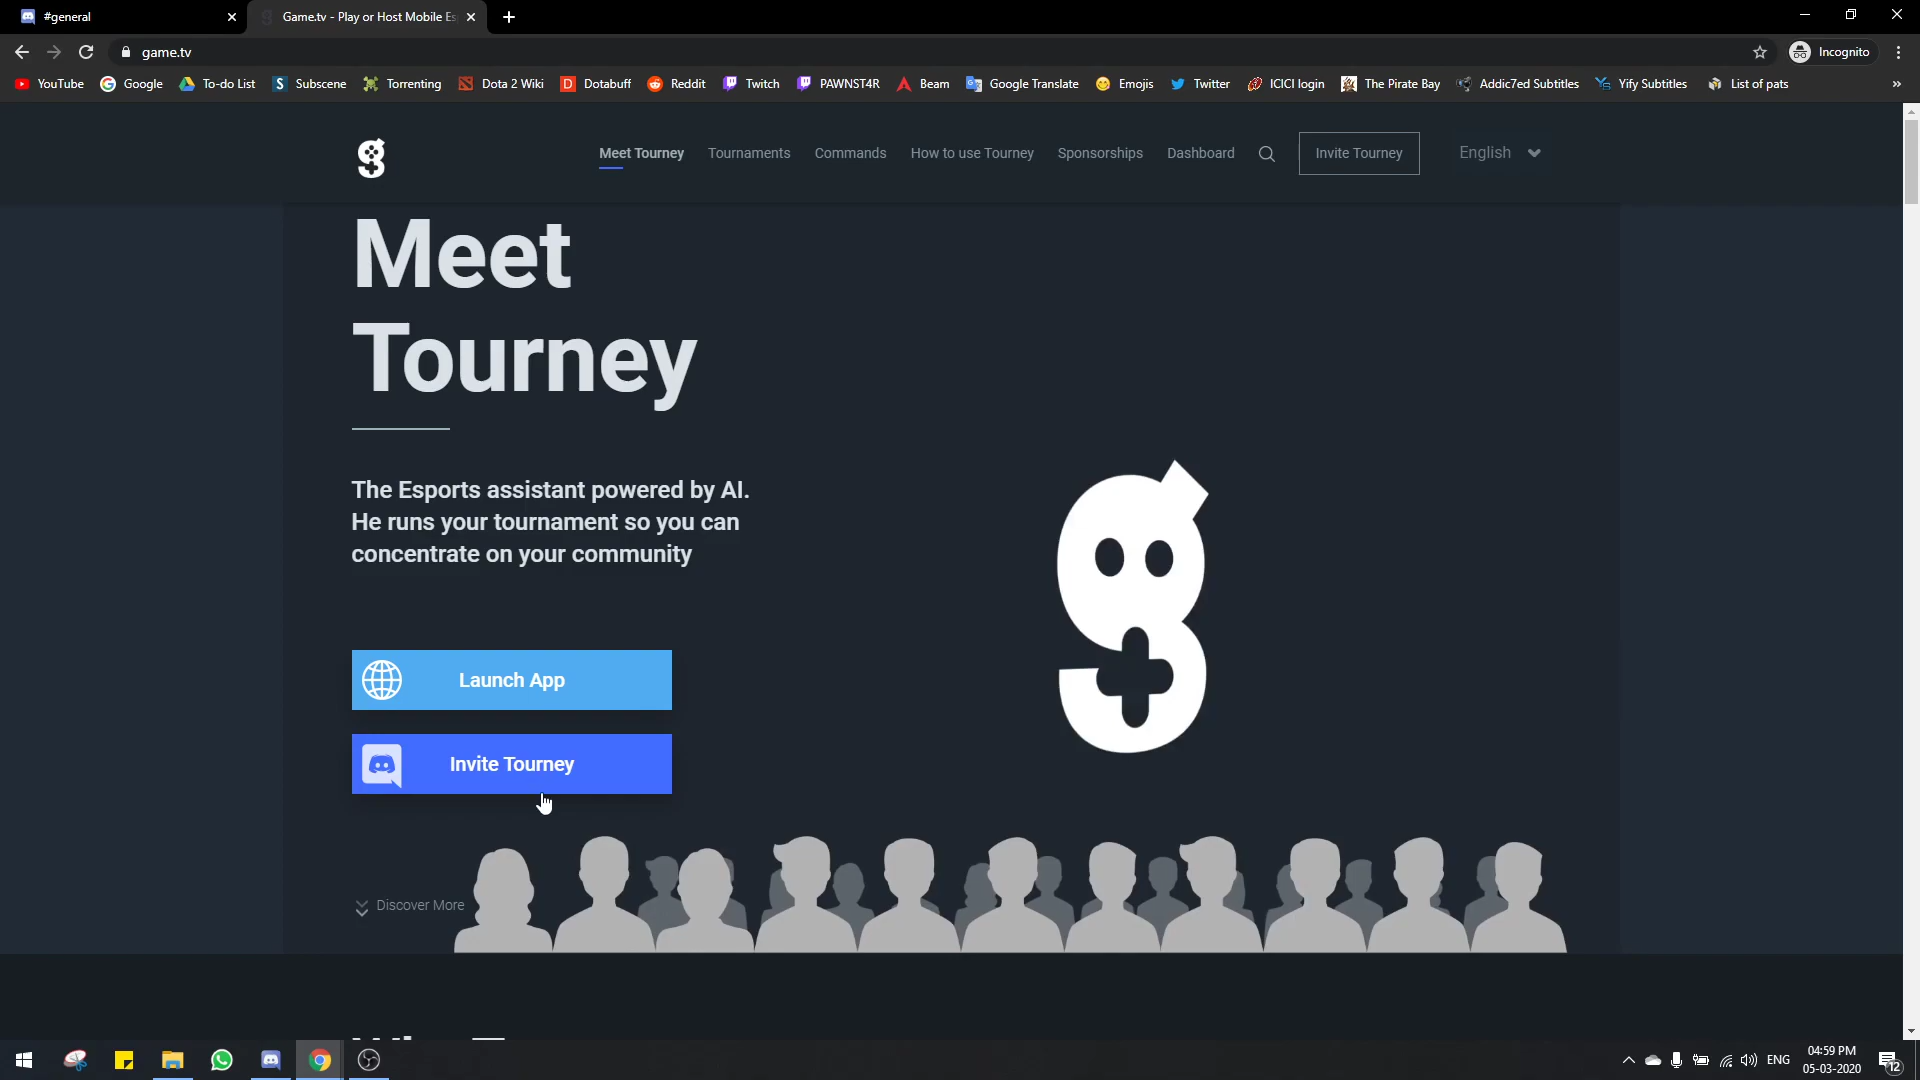 #general
Game.tv - Play or Host Mobile Es
game.tv
Incognito
YouTube
Google
To-do List
Subscene
Torrenting
Dota 2 Wiki
Dotabuff
Reddit
Twitch
PAWNST4R
Beam
Google Translate
Emojis
Twitter
ICICI login
The Pirate Bay
Addic7ed Subtitles
Yify Subtitles
List of pats
»
Meet Tourney
Tournaments
Commands
How to use Tourney
Sponsorships
Dashboard
Invite Tourney
English
Meet
Tourney
The Esports assistant powered by AI.
He runs your tournament so you can
concentrate on your community
Launch App
Invite Tourney
Discover More
ENG
04:59 PM
05-03-2020
12